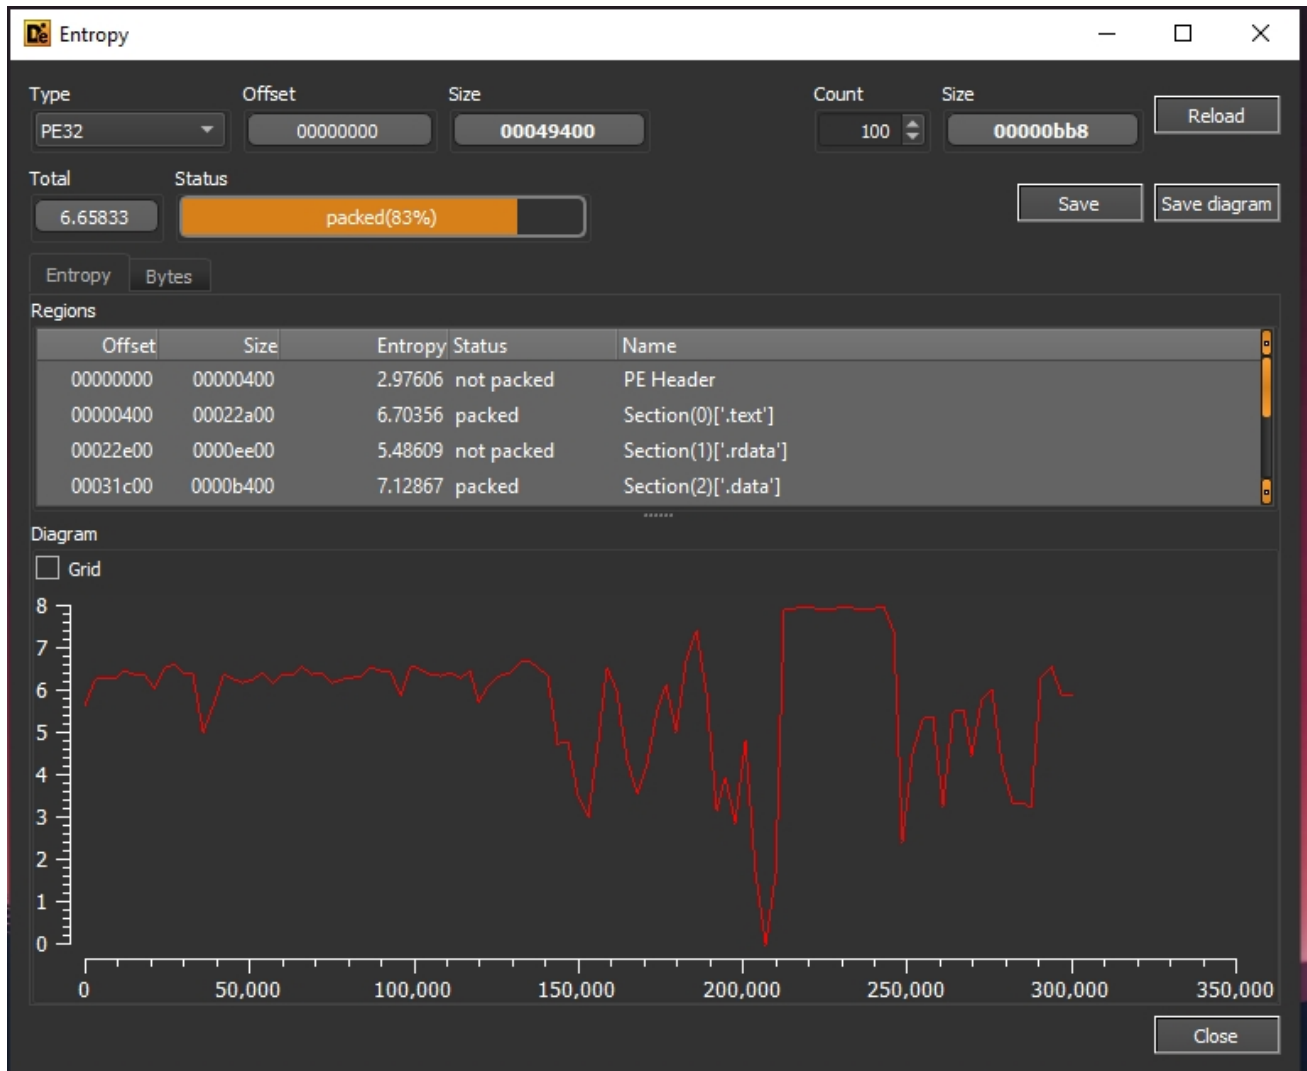 De Entropy
Type Offset Size Count Size
PE32 00000000 00049400 100 00000bb8 Reload
Total Status
6.65833 packed(83%) Save Save diagram
Entropy Bytes
Regions
Offset Size Entropy Status Name
00000000 00000400 2.97606 not packed PE Header
00000400 00022a00 6.70356 packed Section(0)['.text']
00022e00 0000ee00 5.48609 not packed Section(1)['.rdata']
00031c00 0000b400 7.12867 packed Section(2)['.data']
Diagram
Grid
8
7
6
5
4
3
2
1
0
0 50,000 100,000 150,000 200,000 250,000 300,000 350,000
Close